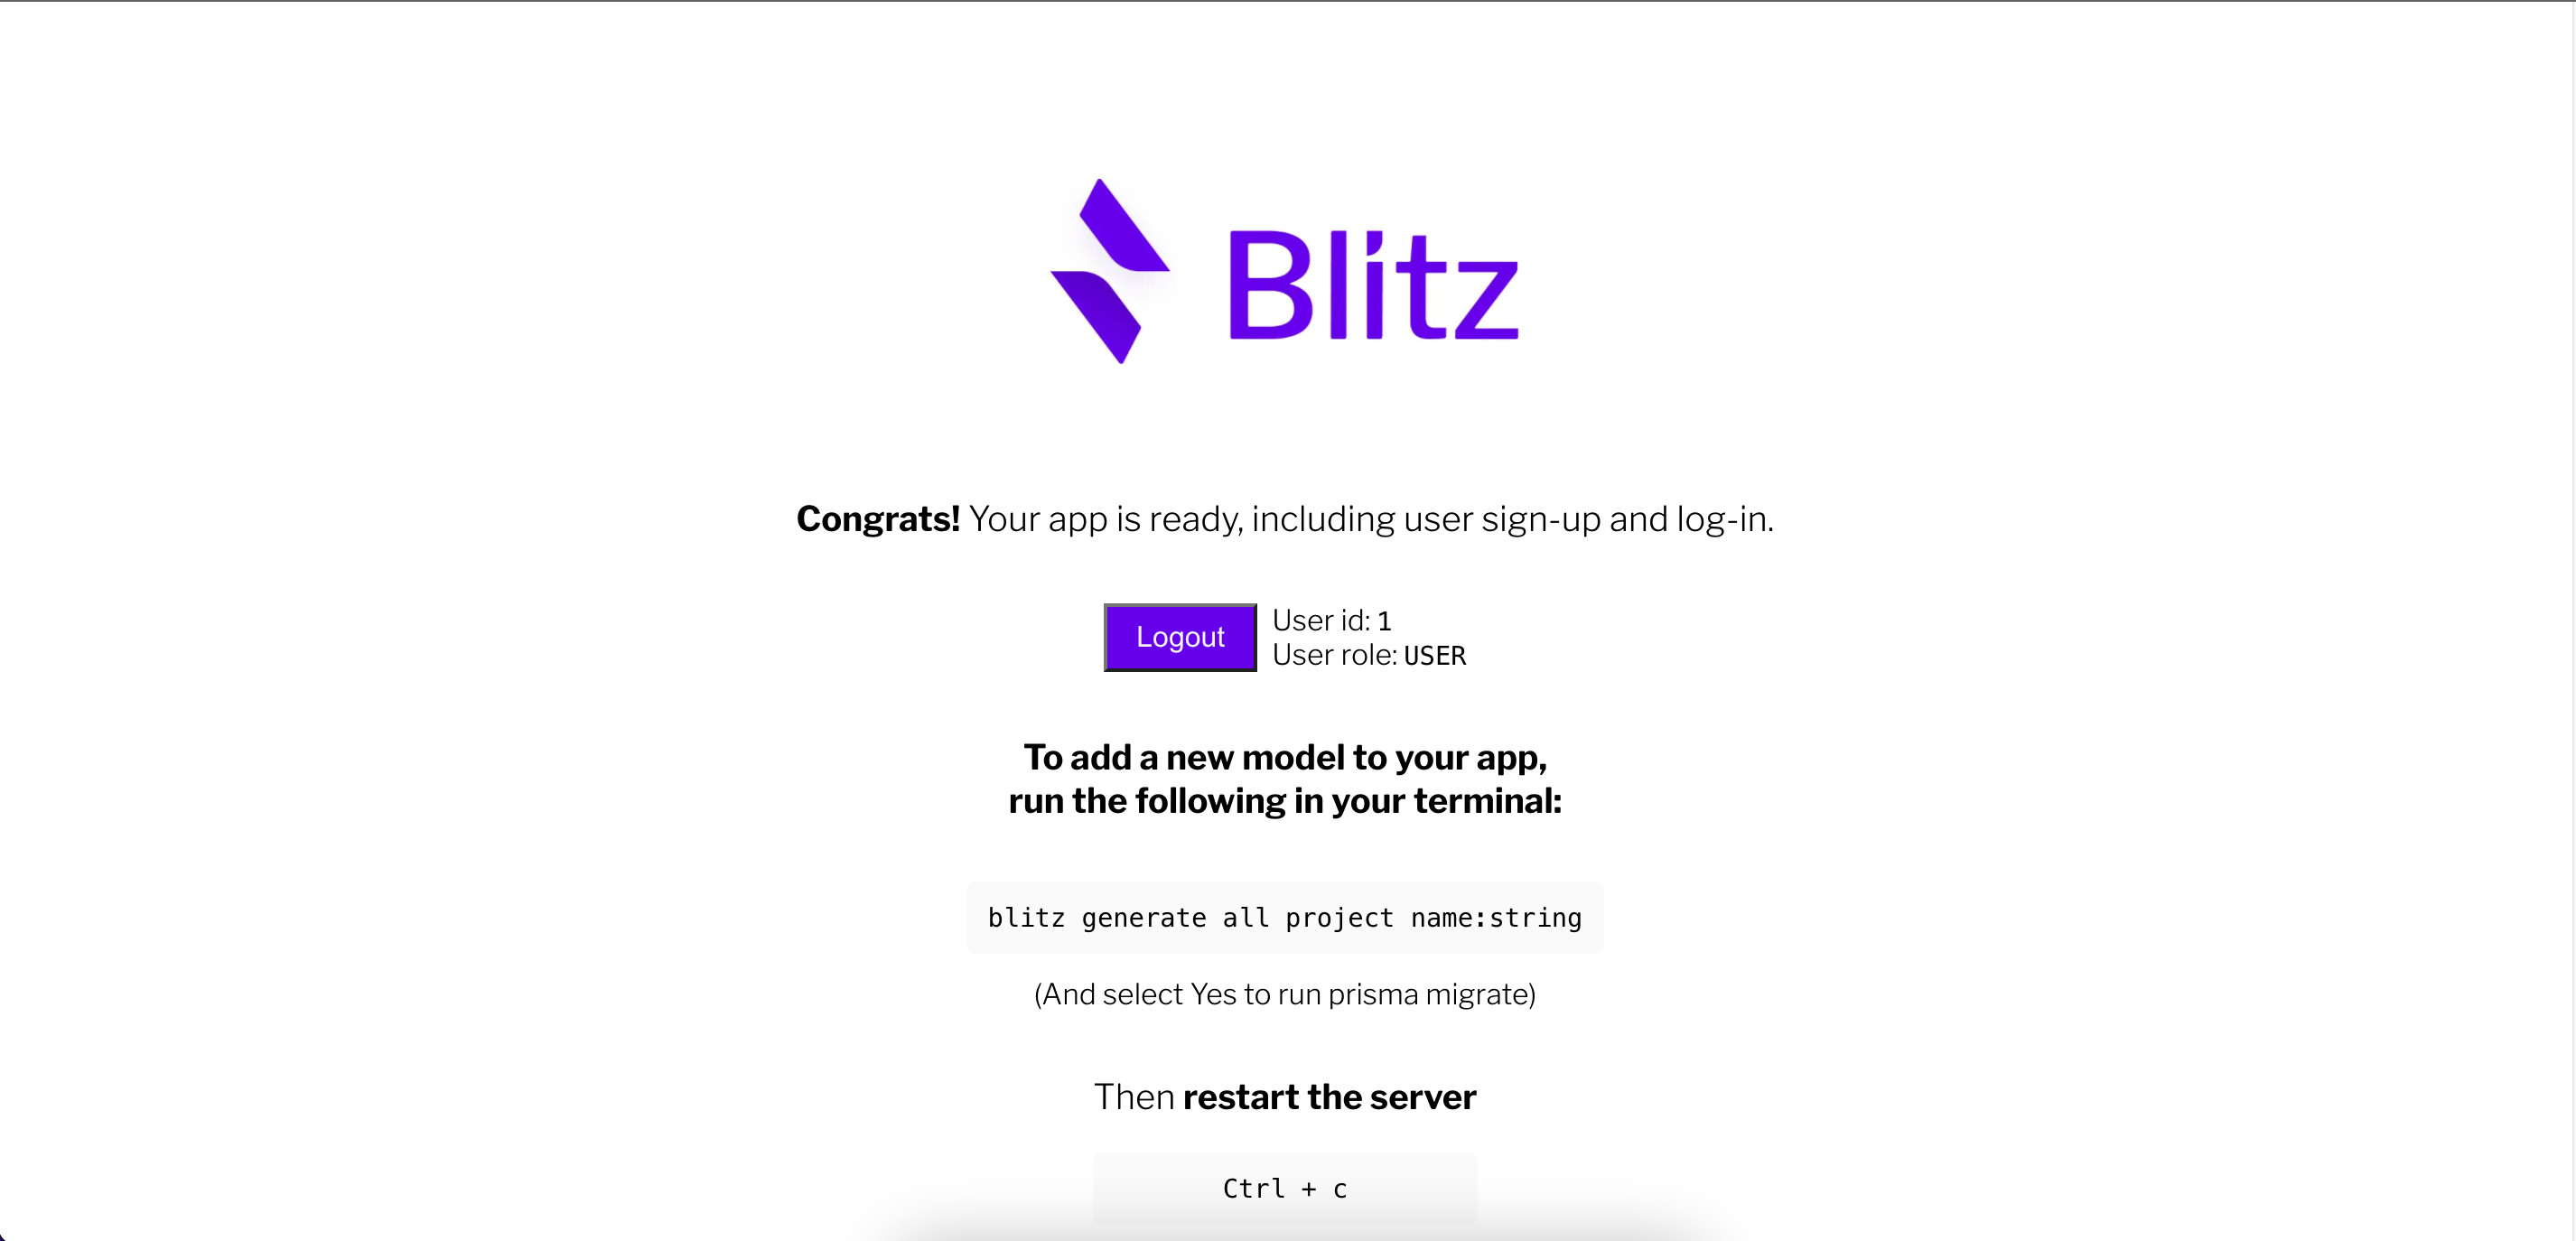 Blitz
Congrats! Your app is ready, including user sign-up and log-in.
Logout
User id: 1
User role: USER
To add a new model to your app,
run the following in your terminal:
blitz generate all project name:string
(And select Yes to run prisma migrate)
Then restart the server
Ctrl + c